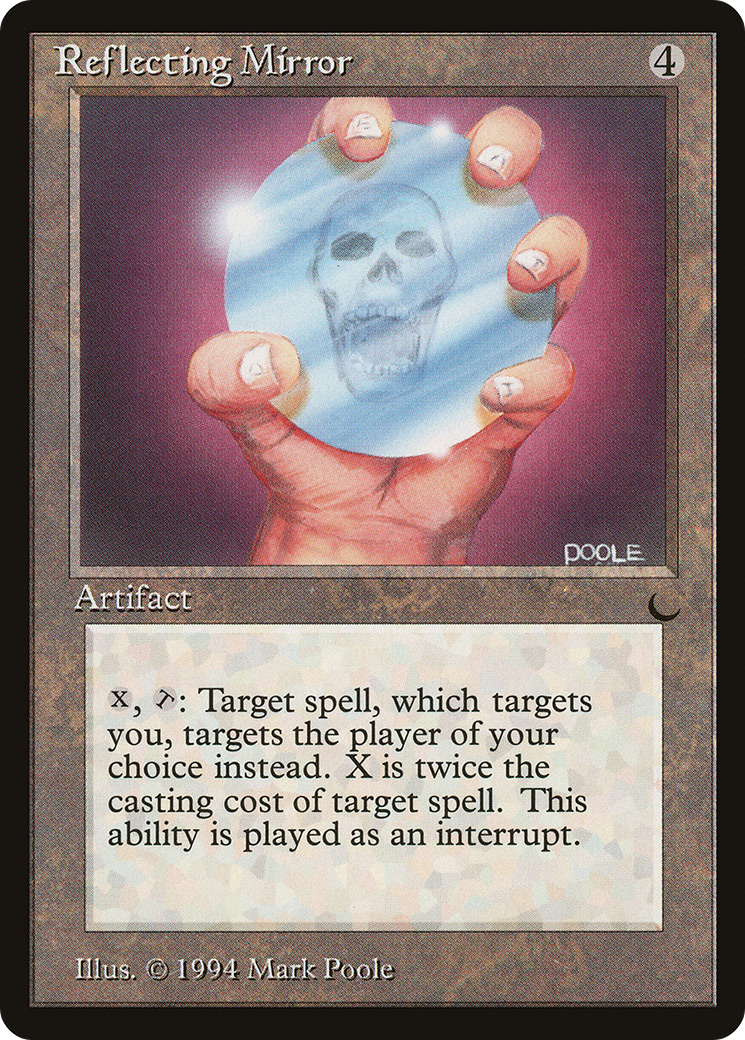 Reflecting Mirror 4
POOLE
Artifact
X, T: Target spell, which targets
you, targets the player of your
choice instead. X is twice the
casting cost of target spell. This
ability is played as an interrupt.
Illus. © 1994 Mark Poole